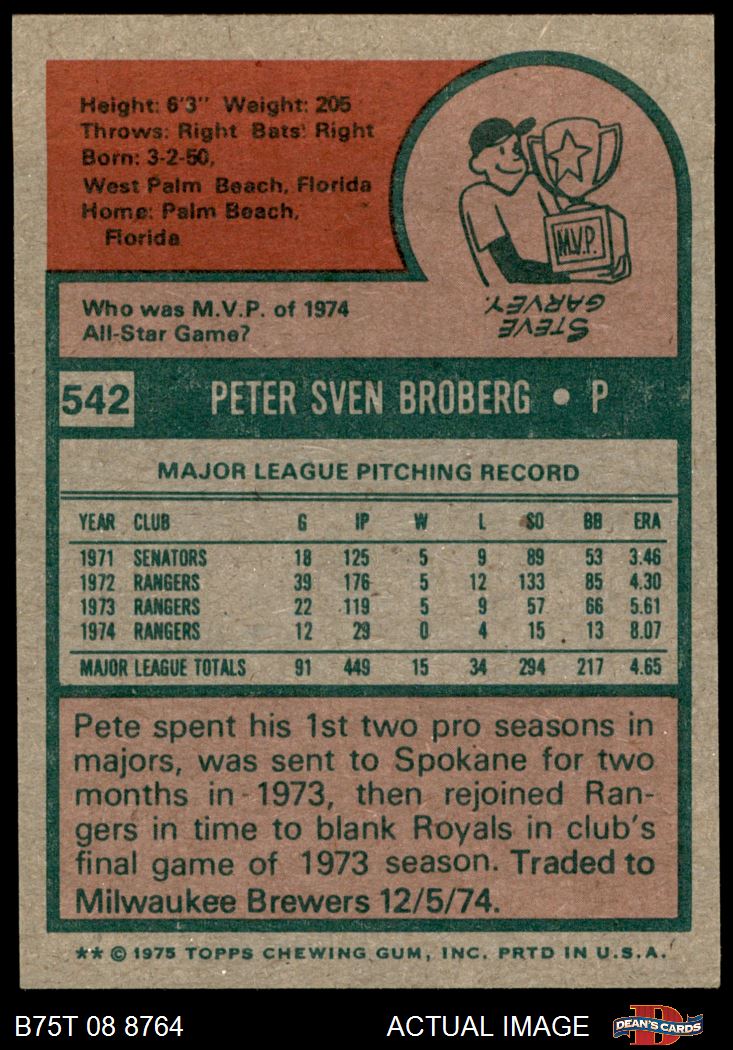 Height: 6'3" Weight: 205
Throws: Right Bats: Right
Born: 3-2-50,
West Palm Beach, Florida
Home: Palm Beach,
Florida
M.V.P.
Who was M.V.P. of 1974
All-Star Game?
STEVE
GARVEY.
542 PETER SVEN BROBERG • P
MAJOR LEAGUE PITCHING RECORD
YEAR CLUB G IP W L SO BB ERA
1971 SENATORS 18 125 5 9 89 53 3.46
1972 RANGERS 39 176 5 12 133 85 4.30
1973 RANGERS 22 119 5 9 57 66 5.61
1974 RANGERS 12 29 0 4 15 13 8.07
MAJOR LEAGUE TOTALS 91 449 15 34 294 217 4.65
Pete spent his 1st two pro seasons in
majors, was sent to Spokane for two
months in 1973, then rejoined Ran-
gers in time to blank Royals in club's
final game of 1973 season. Traded to
Milwaukee Brewers 12/5/74.
** © 1975 TOPPS CHEWING GUM, INC. PRTD IN U.S.A.
B75T 08 8764 ACTUAL IMAGE DEAN'S CARDS